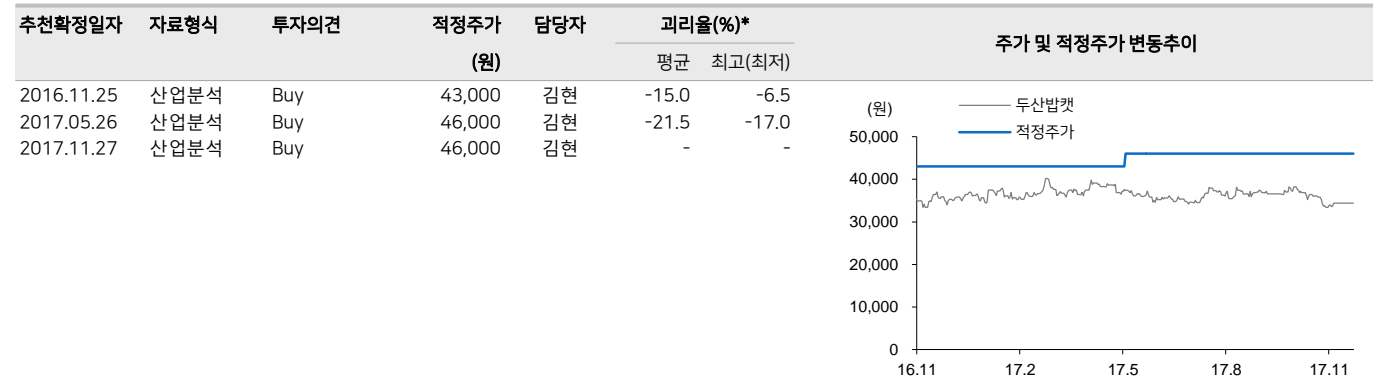 추천확정일자 자료형식 투자의견 적정주가 담당자 괴리율(%)* 주가 및 적정주가 변동추이
(원) 평균 최고(최저)
2016.11.25 산업분석 Buy 43,000 김현 -15.0 -6.5
2017.05.26 산업분석 Buy 46,000 김현 -21.5 -17.0
2017.11.27 산업분석 Buy 46,000 김현 - -
(원)
두산밥캣
적정주가
50,000
40,000
30,000
20,000
10,000
0
16.11 17.2 17.5 17.8 17.11